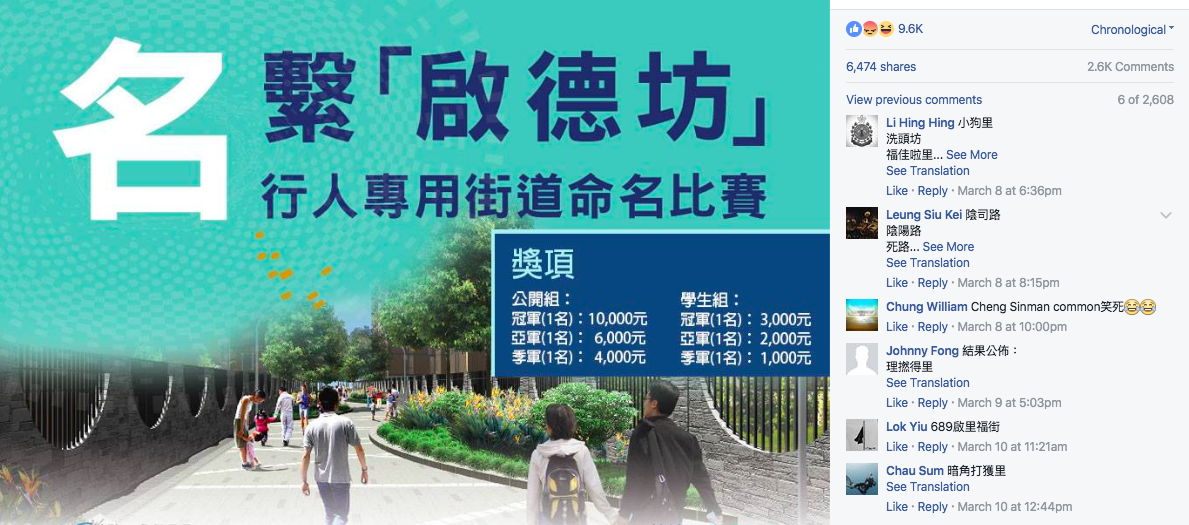 名 繫「啟德坊」
行人專用街道命名比賽
獎項
公開組：
冠軍(1名)：10,000元
亞軍(1名)： 6,000元
季軍(1名)： 4,000元
學生組：
冠軍(1名)： 3,000元
亞軍(1名)： 2,000元
季軍(1名)： 1,000元
9.6K
Chronological
6,474 shares
2.6K Comments
View previous comments
6 of 2,608
Li Hing Hing 小狗里
洗頭坊
福佳啦里... See More
See Translation
Like · Reply · March 8 at 6:36pm
Leung Siu Kei 陰司路
陰陽路
死路... See More
See Translation
Like · Reply · March 8 at 8:15pm
Chung William Cheng Sinman common笑死😂😂
Like · Reply · March 8 at 10:00pm
Johnny Fong 結果公佈：
理撚得里
See Translation
Like · Reply · March 9 at 5:03pm
Lok Yiu 689啟里福街
Like · Reply · March 10 at 11:21am
Chau Sum 暗角打獲里
See Translation
Like · Reply · March 10 at 12:44pm